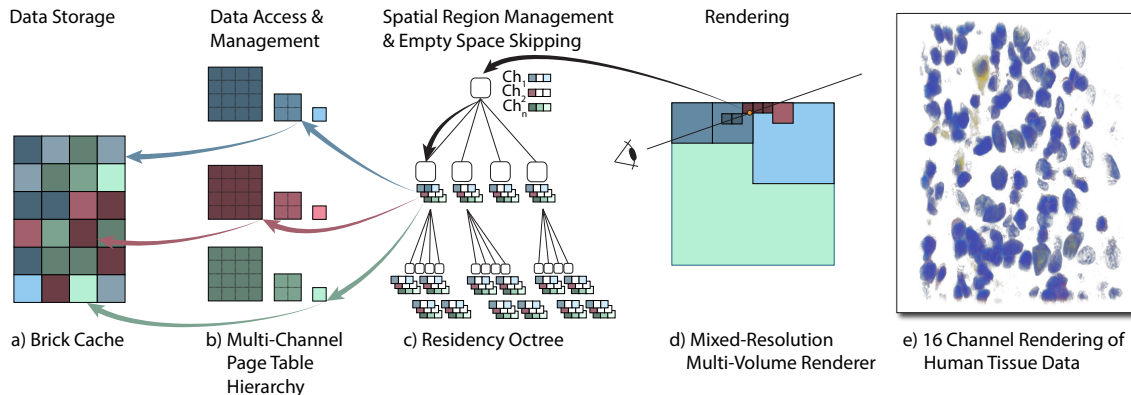 Data Storage
Data Access &
Management
Spatial Region Management
& Empty Space Skipping
Rendering
Ch1
Ch2
Chn
a) Brick Cache
b) Multi-Channel
Page Table
Hierarchy
c) Residency Octree
d) Mixed-Resolution
Multi-Volume Renderer
e) 16 Channel Rendering of
Human Tissue Data